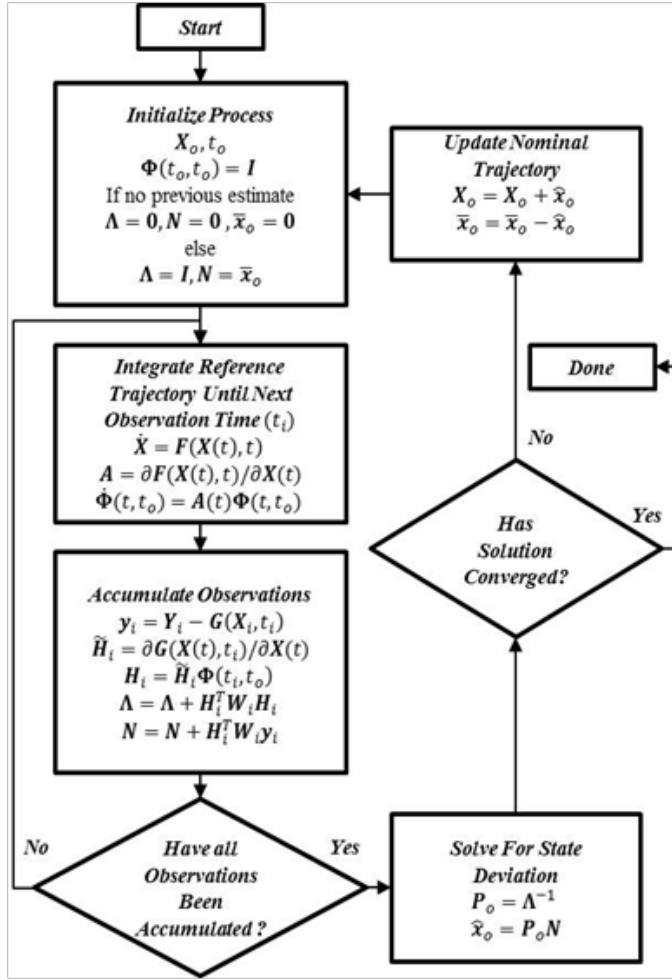 Start
Initialize Process
X_o, t_o
Φ(t_o, t_o) = I
If no previous estimate
Λ = 0, N = 0 , x̅_o = 0
else
Λ = I, N = x̅_o
Integrate Reference
Trajectory Until Next
Observation Time (t_i)
Ẋ = F(X(t), t)
A = ∂F(X(t), t)/∂X(t)
Φ̇(t, t_o) = A(t)Φ(t, t_o)
Accumulate Observations
y_i = Y_i − G(X_i, t_i)
H̃_i = ∂G(X(t), t_i)/∂X(t)
H_i = H̃_iΦ(t_i, t_o)
Λ = Λ + H_i^T W_i H_i
N = N + H_i^T W_i y_i
No
Have all
Observations
Been
Accumulated ?
Yes
Solve For State
Deviation
P_o = Λ^−1
x̂_o = P_oN
Has
Solution
Converged?
Yes
No
Done
Update Nominal
Trajectory
X_o = X_o + x̂_o
x̅_o = x̅_o − x̂_o